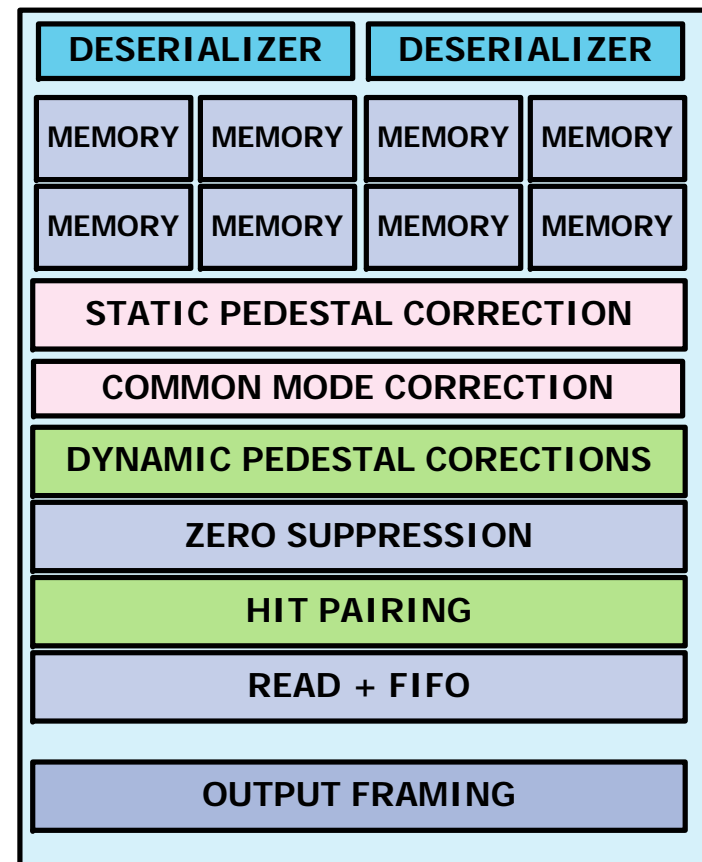 DESERIALIZER DESERIALIZER
MEMORY MEMORY MEMORY MEMORY
MEMORY MEMORY MEMORY MEMORY
STATIC PEDESTAL CORRECTION
COMMON MODE CORRECTION
DYNAMIC PEDESTAL CORECTIONS
ZERO SUPPRESSION
HIT PAIRING
READ + FIFO
OUTPUT FRAMING